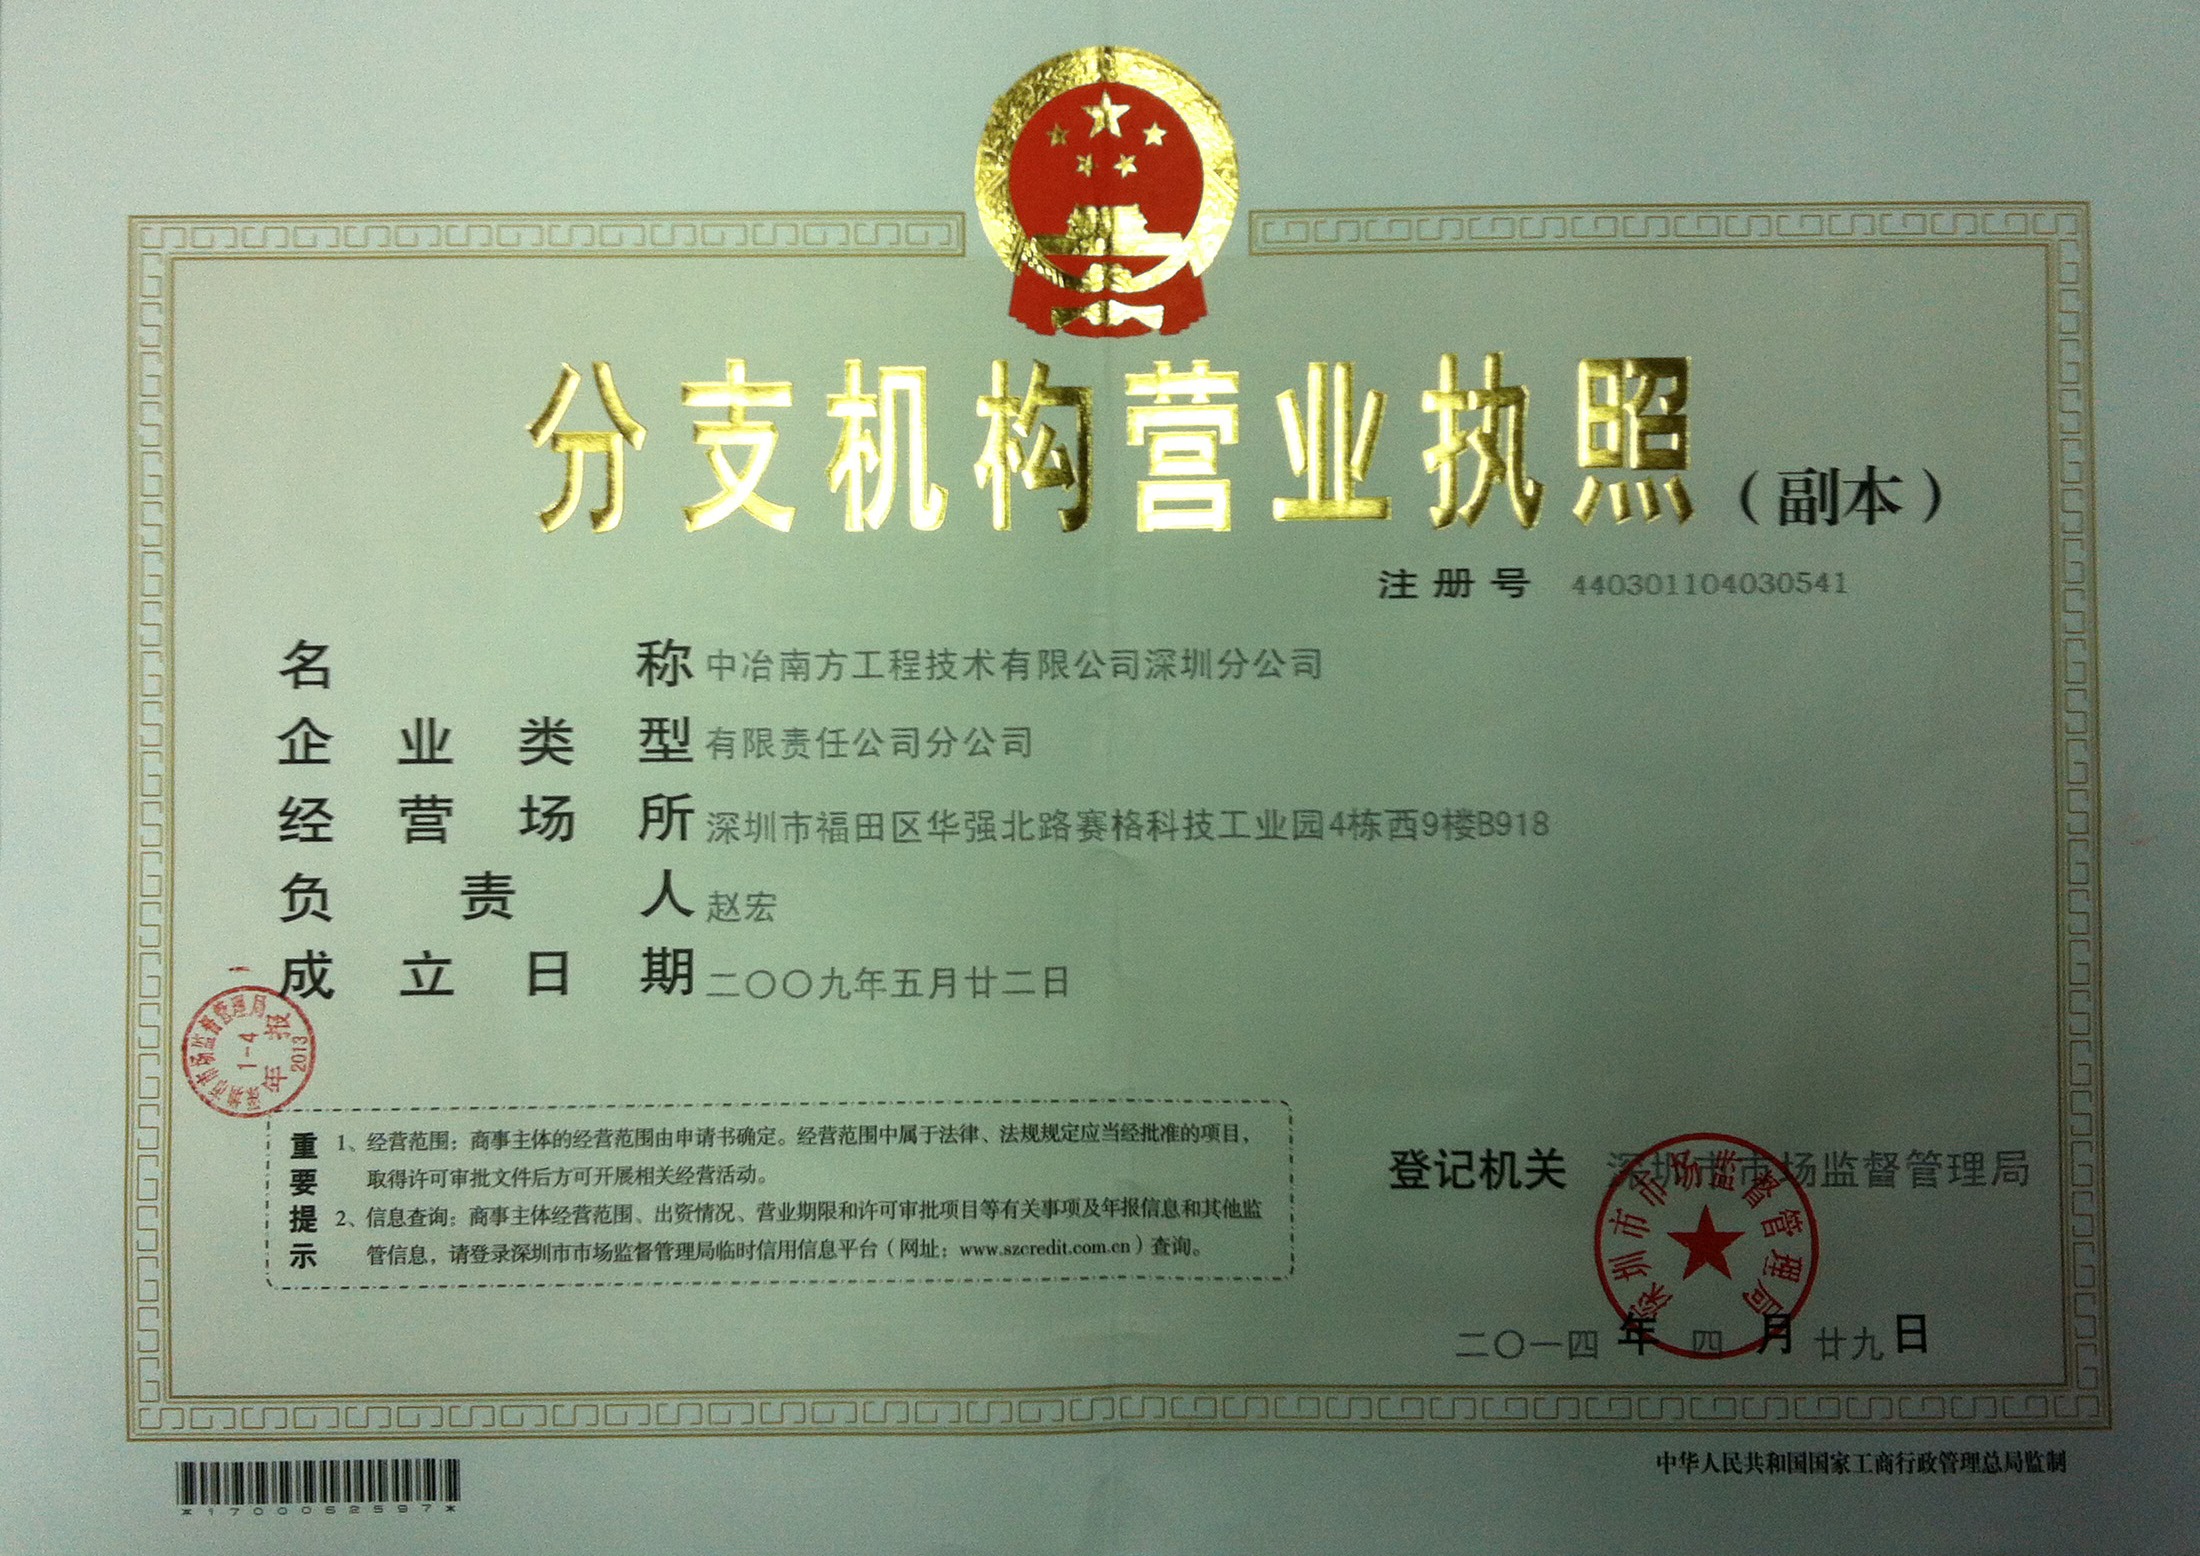 分支机构营业执照（副本）
注册号 440301104030541
名称 中冶南方工程技术有限公司深圳分公司
企业类型 有限责任公司分公司
经营场所 深圳市福田区华强北路赛格科技工业园4栋西9楼B918
负责人 赵宏
成立日期 二〇〇九年五月廿二日
深圳市市场监督管理局
1-4
年报
2013
重要提示
1、经营范围：商事主体的经营范围由申请书确定。经营范围中属于法律、法规规定应当经批准的项目，
取得许可审批文件后方可开展相关经营活动。
2、信息查询：商事主体经营范围、出资情况、营业期限和许可审批项目等有关事项及年报信息和其他监
管信息，请登录深圳市市场监督管理局临时信用信息平台（网址：www.szcredit.com.cn）查询。
登记机关 深圳市市场监督管理局
深圳市市场监督管理局
二〇一四年四月廿九日
*1700062597*
中华人民共和国国家工商行政管理总局监制